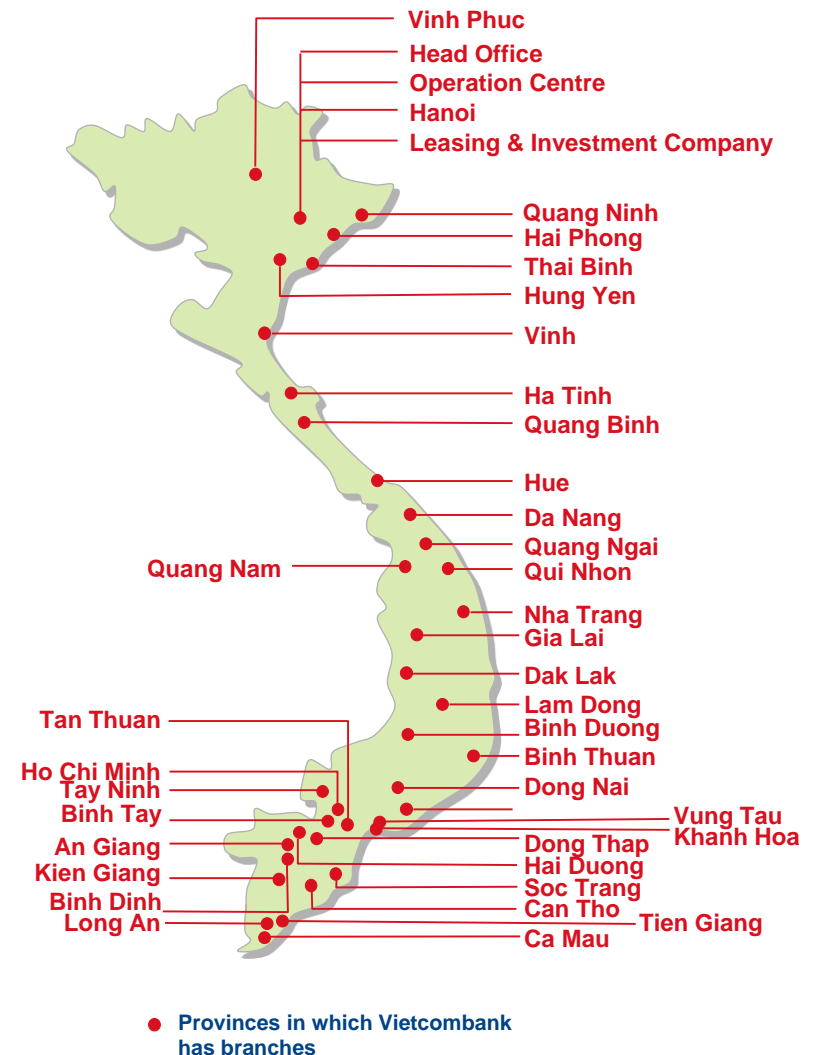 Vinh Phuc
Head Office
Operation Centre
Hanoi
Leasing & Investment Company
Quang Ninh
Hai Phong
Thai Binh
Hung Yen
Vinh
Ha Tinh
Quang Binh
Hue
Da Nang
Quang Ngai
Quang Nam
Qui Nhon
Nha Trang
Gia Lai
Dak Lak
Lam Dong
Tan Thuan
Binh Duong
Binh Thuan
Ho Chi Minh
Tay Ninh
Dong Nai
Binh Tay
Vung Tau
Khanh Hoa
An Giang
Dong Thap
Kien Giang
Hai Duong
Soc Trang
Binh Dinh
Can Tho
Long An
Tien Giang
Ca Mau
Provinces in which Vietcombank
has branches